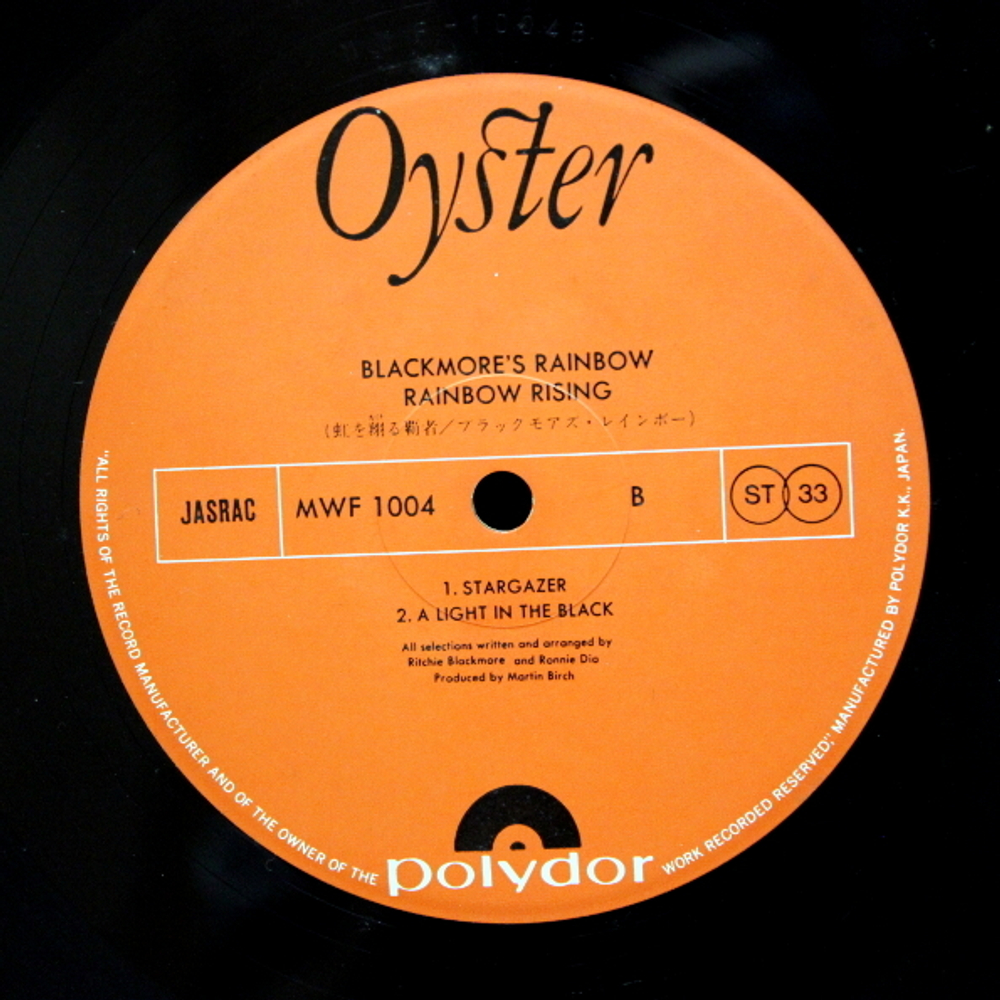 Oyster
BLACKMORE'S RAINBOW
RAINBOW RISING
(虹を翔る覇者/ブラックモアズ・レインボー)
JASRAC MWF 1004 B ST 33
1. STARGAZER
2. A LIGHT IN THE BLACK
All selections written and arranged by
Ritchie Blackmore and Ronnie Dio
Produced by Martin Birch
polydor
"ALL RIGHTS OF THE RECORD MANUFACTURER AND OF THE OWNER OF THE WORK RECORDED RESERVED," MANUFACTURED BY POLYDOR K.K., JAPAN.